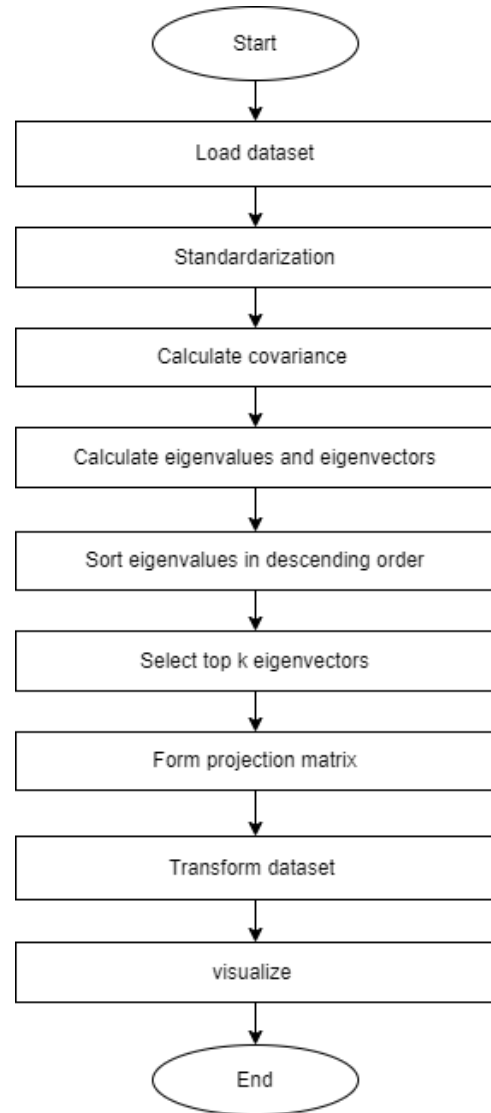 Start
Load dataset
Standardarization
Calculate covariance
Calculate eigenvalues and eigenvectors
Sort eigenvalues in descending order
Select top k eigenvectors
Form projection matrix
Transform dataset
visualize
End